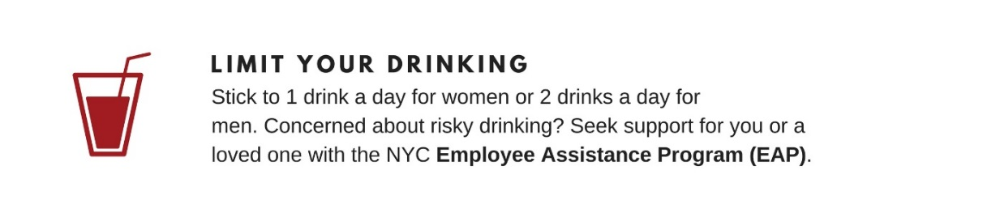 LIMIT YOUR DRINKING
Stick to 1 drink a day for women or 2 drinks a day for
men. Concerned about risky drinking? Seek support for you or a
loved one with the NYC Employee Assistance Program (EAP).